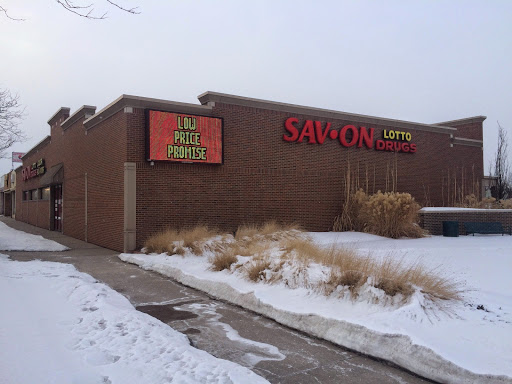 LOW
PRICE
PROMISE
SAV-ON
LOTTO
DRUGS